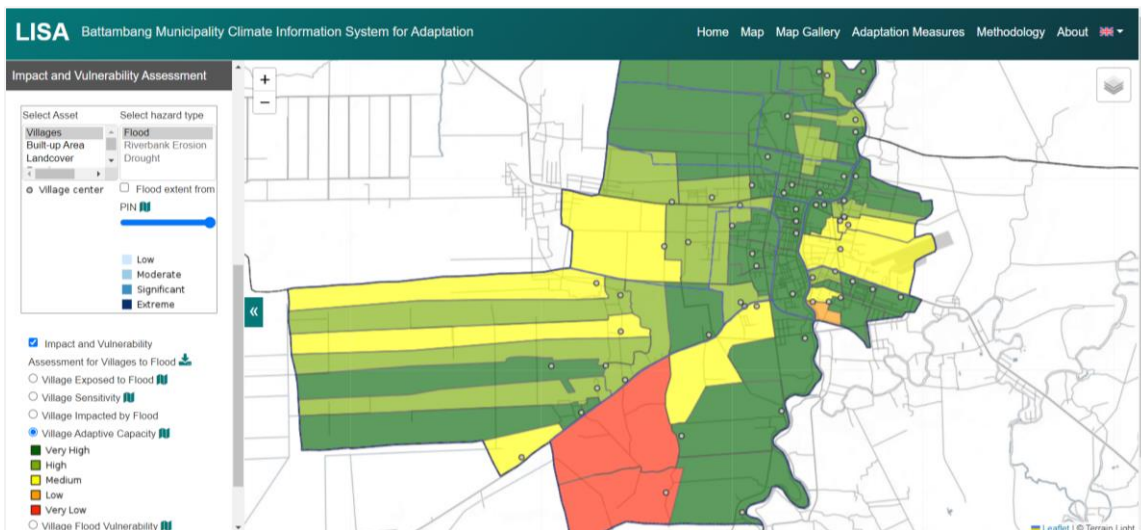 LISA Battambang Municipality Climate Information System for Adaptation
Home Map Map Gallery Adaptation Measures Methodology About
Impact and Vulnerability Assessment
Select Asset
Villages
Built-up Area
Landcover
Village center
Select hazard type
Flood
Riverbank Erosion
Drought
Flood extent from
PIN
Low
Moderate
Significant
Extreme
Impact and Vulnerability
Assessment for Villages to Flood
Village Exposed to Flood
Village Sensitivity
Village Impacted by Flood
Village Adaptive Capacity
Very High
High
Medium
Low
Very Low
Village Flood Vulnerability
+
−
«
Leaflet | © Terrain Light